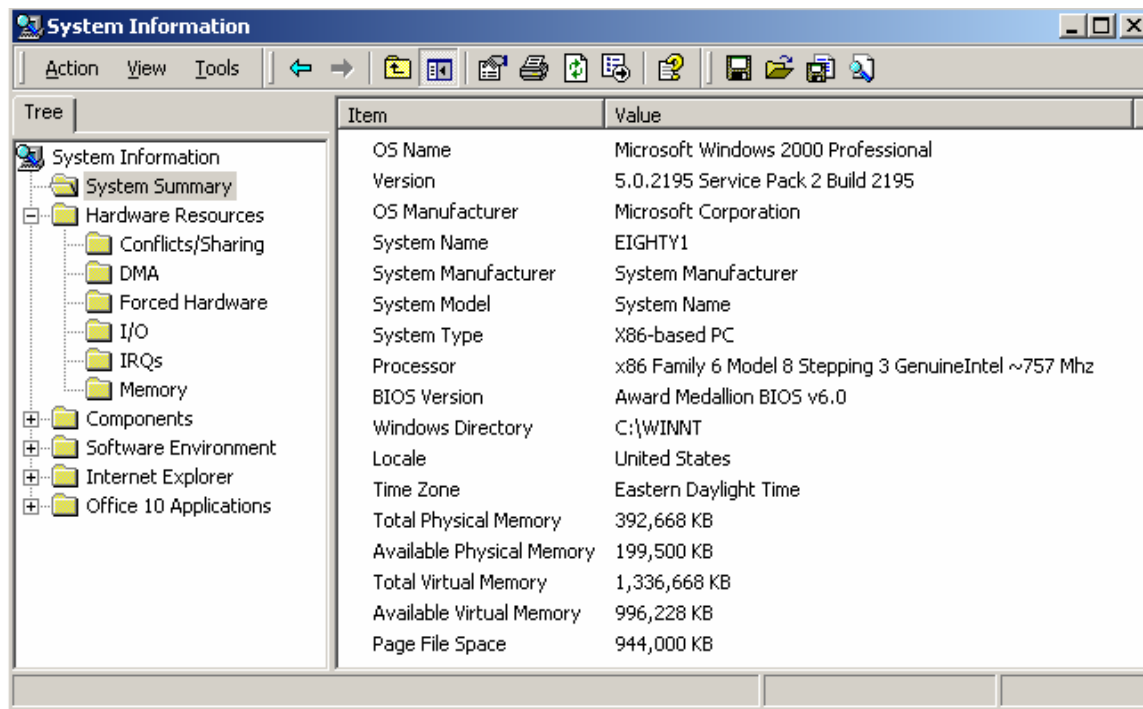 System Information
Action View Tools
Tree
System Information
System Summary
Hardware Resources
Conflicts/Sharing
DMA
Forced Hardware
I/O
IRQs
Memory
Components
Software Environment
Internet Explorer
Office 10 Applications
Item Value
OS Name Microsoft Windows 2000 Professional
Version 5.0.2195 Service Pack 2 Build 2195
OS Manufacturer Microsoft Corporation
System Name EIGHTY1
System Manufacturer System Manufacturer
System Model System Name
System Type X86-based PC
Processor x86 Family 6 Model 8 Stepping 3 GenuineIntel ~757 Mhz
BIOS Version Award Medallion BIOS v6.0
Windows Directory C:\WINNT
Locale United States
Time Zone Eastern Daylight Time
Total Physical Memory 392,668 KB
Available Physical Memory 199,500 KB
Total Virtual Memory 1,336,668 KB
Available Virtual Memory 996,228 KB
Page File Space 944,000 KB